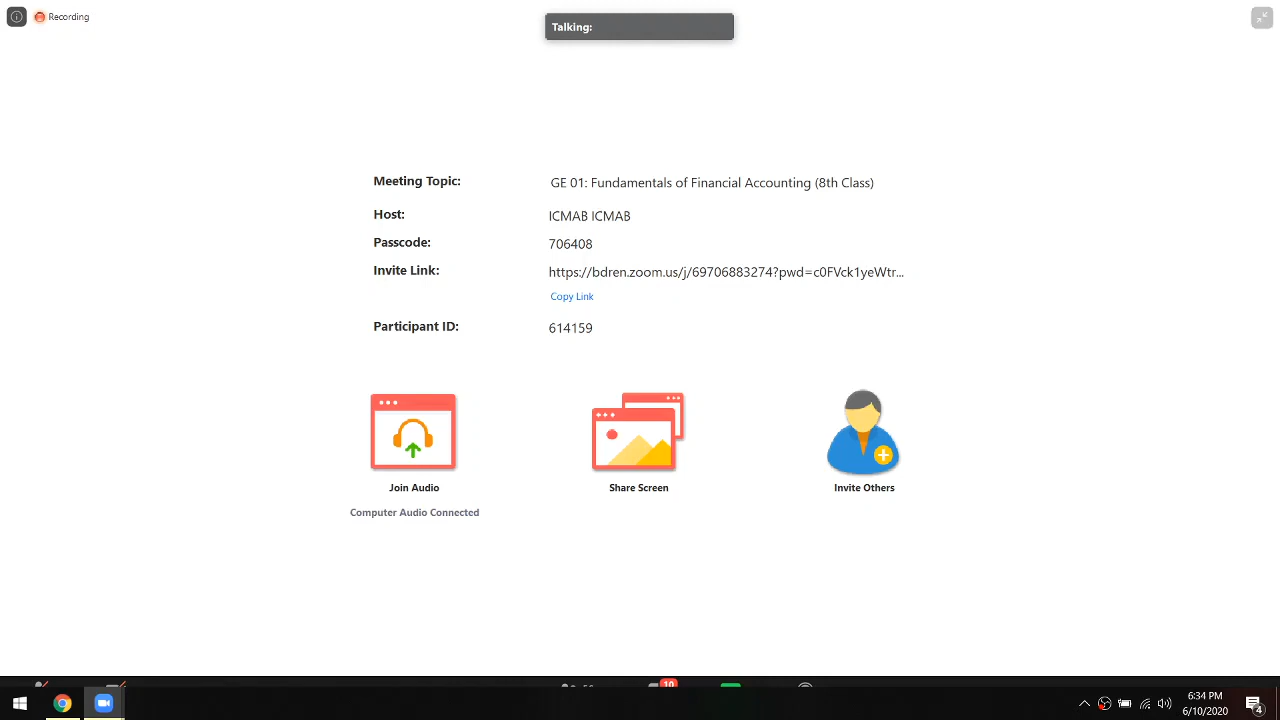 Recording
Talking:
Meeting Topic: GE 01: Fundamentals of Financial Accounting (8th Class)
Host: ICMAB ICMAB
Passcode: 706408
Invite Link: https://bdren.zoom.us/j/69706883274?pwd=c0FVck1yeWtr...
Copy Link
Participant ID: 614159
Join Audio
Share Screen
Invite Others
Computer Audio Connected
10
6:34 PM
6/10/2020
4